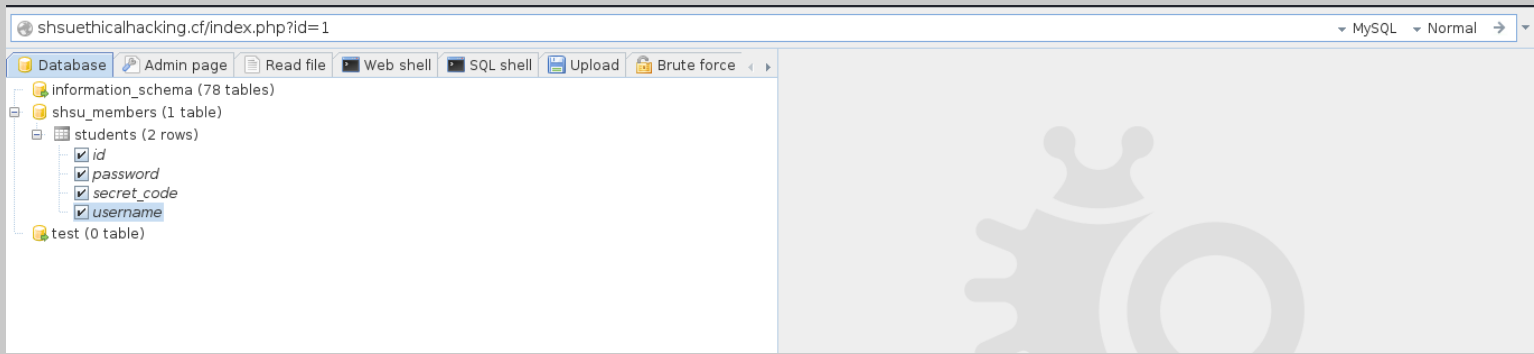 shsuethicalhacking.cf/index.php?id=1 MySQL Normal
Database Admin page Read file Web shell SQL shell Upload Brute force
information_schema (78 tables)
shsu_members (1 table)
students (2 rows)
id
password
secret_code
username
test (0 table)